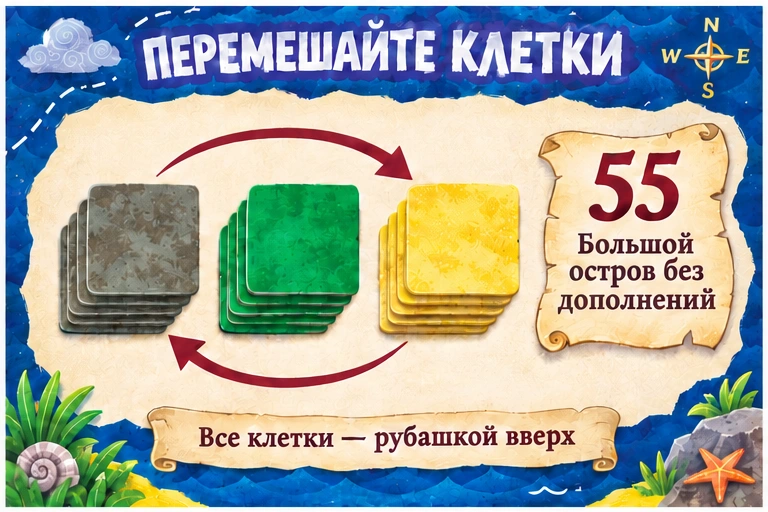 ПЕРЕМЕШАЙТЕ КЛЕТКИ
N
W E
S
55
Большой
остров без
дополнений
Все клетки — рубашкой вверх